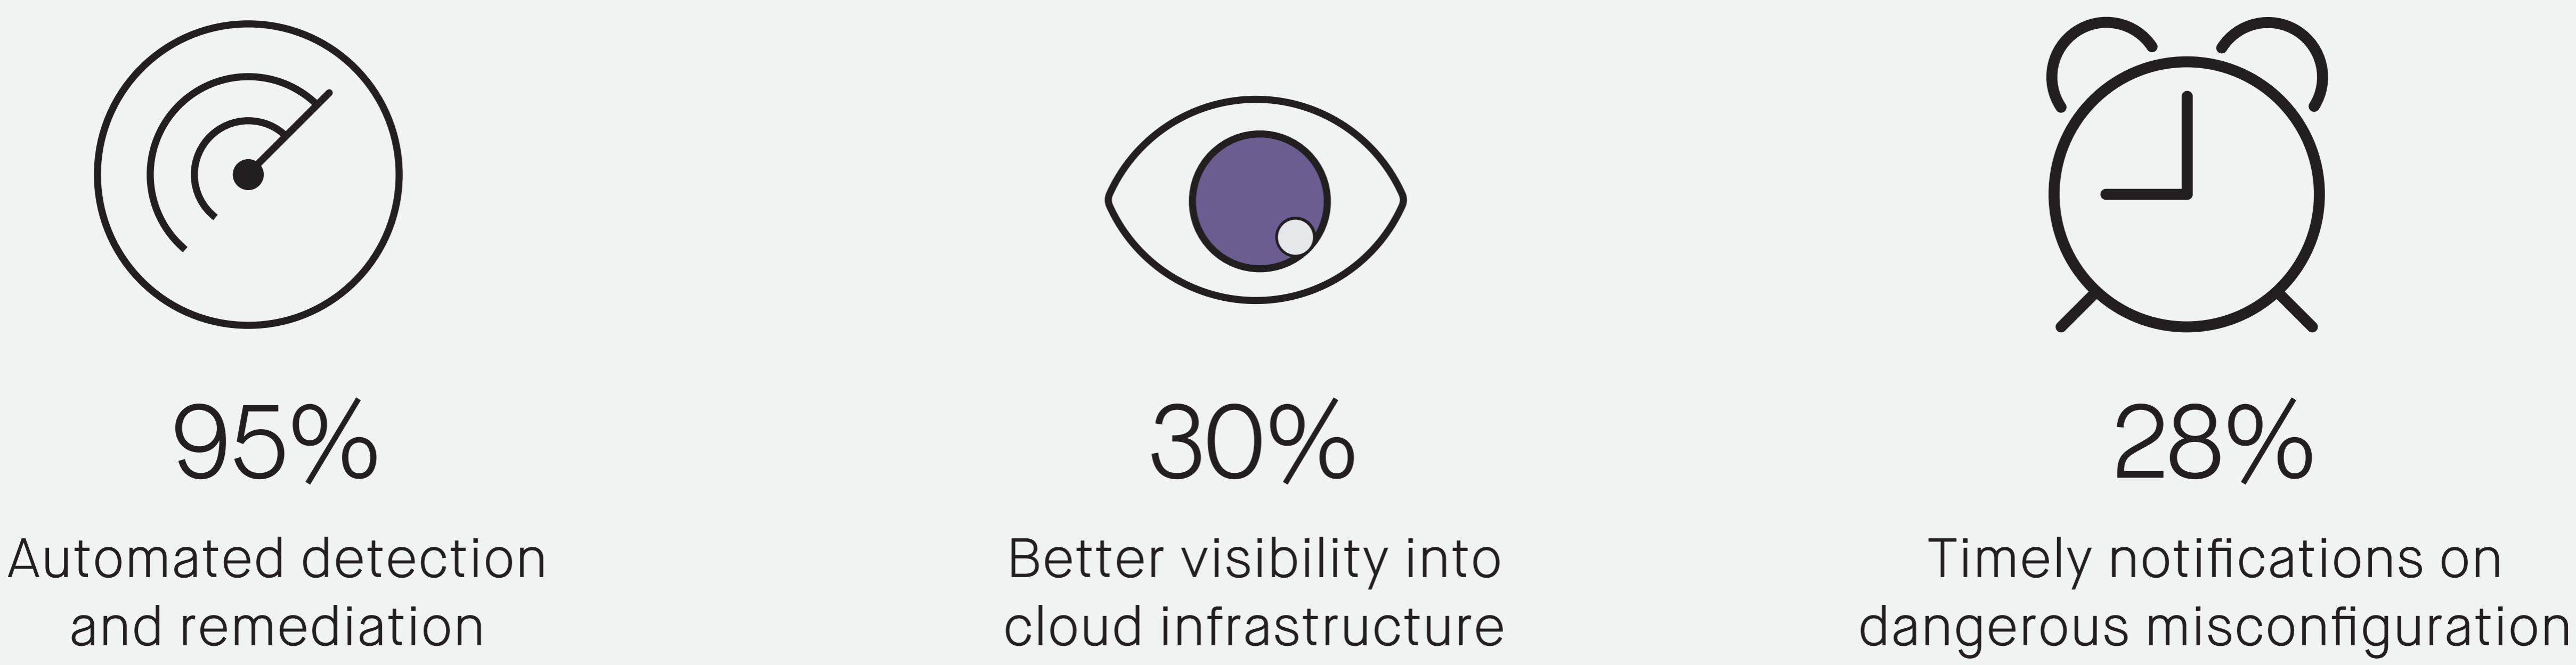 95%
Automated detection
and remediation
30%
Better visibility into
cloud infrastructure
28%
Timely notifications on
dangerous misconfiguration